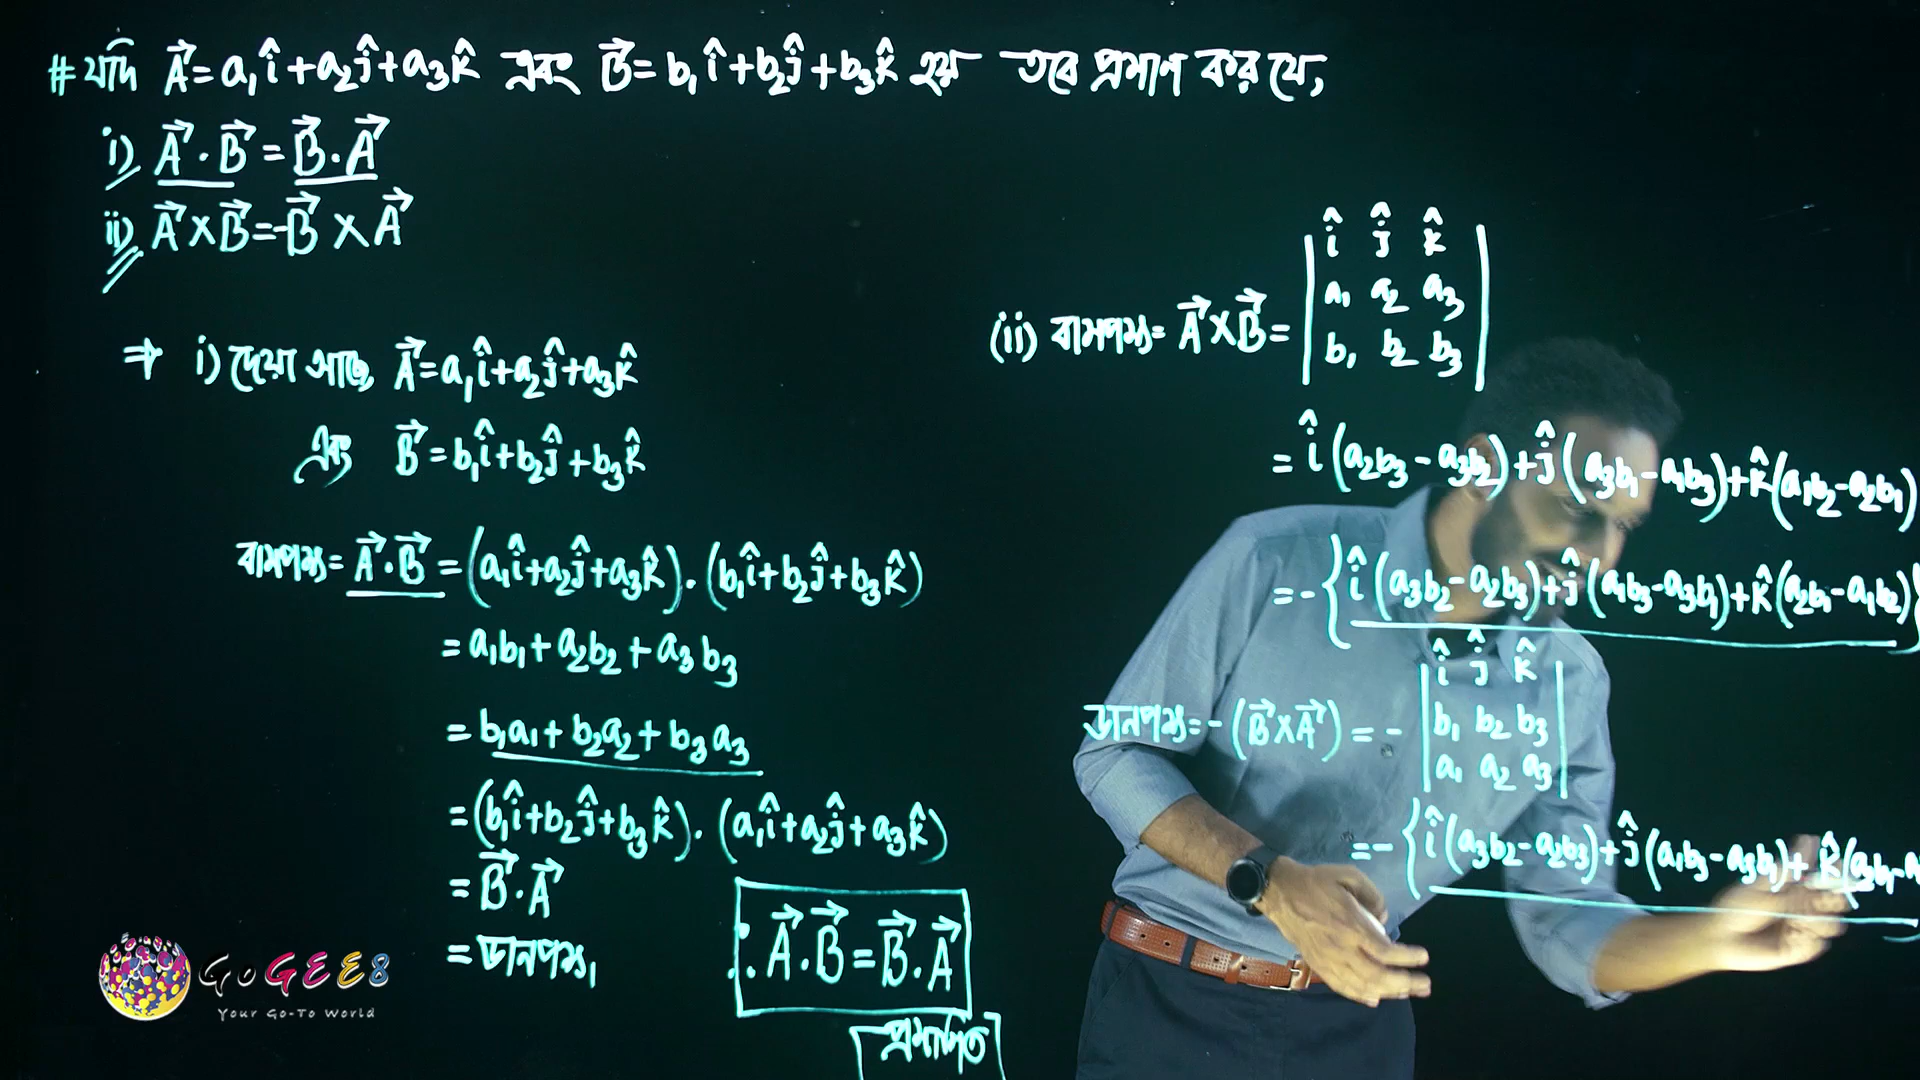 # যদি A⃗ = a₁î + a₂ĵ + a₃k̂ এবং B⃗ = b₁î + b₂ĵ + b₃k̂ হয় তবে প্রমাণ কর যে,
i) A⃗ . B⃗ = B⃗ . A⃗
ii) A⃗ × B⃗ = -B⃗ × A⃗
⇒ i) দেয়া আছে, A⃗ = a₁î + a₂ĵ + a₃k̂
এবং B⃗ = b₁î + b₂ĵ + b₃k̂
বামপক্ষ = A⃗ . B⃗ = (a₁î + a₂ĵ + a₃k̂) . (b₁î + b₂ĵ + b₃k̂)
= a₁b₁ + a₂b₂ + a₃b₃
= b₁a₁ + b₂a₂ + b₃a₃
= (b₁î + b₂ĵ + b₃k̂) . (a₁î + a₂ĵ + a₃k̂)
= B⃗ . A⃗
= ডানপক্ষ।
∴ A⃗ . B⃗ = B⃗ . A⃗
প্রমাণিত
î ĵ k̂
(ii) বামপক্ষ = A⃗ × B⃗ = a₁ a₂ a₃
b₁ b₂ b₃
= î (a₂b₃ - a₃b₂) + ĵ (a₃b₁ - a₁b₃) + k̂ (a₁b₂ - a₂b₁)
= - { î (a₃b₂ - a₂b₃) + ĵ (a₁b₃ - a₃b₁) + k̂ (a₂b₁ - a₁b₂) }
î ĵ k̂
ডানপক্ষ = - (B⃗ × A⃗) = - b₁ b₂ b₃
a₁ a₂ a₃
= - { î (a₃b₂ - a₂b₃) + ĵ (a₁b₃ - a₃b₁) + k̂
GoGEE8
Your Go-To World